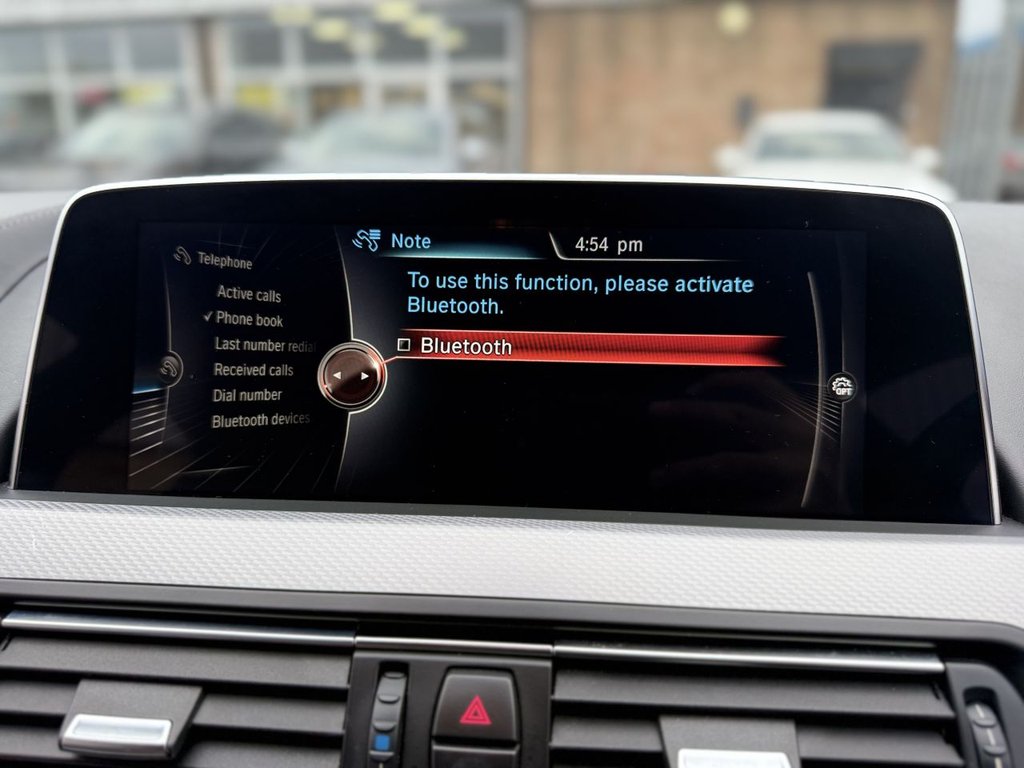 Note
4:54 pm
Telephone
Active calls
Phone book
Last number redial
Received calls
Dial number
Bluetooth devices
To use this function, please activate
Bluetooth.
Bluetooth
OPT